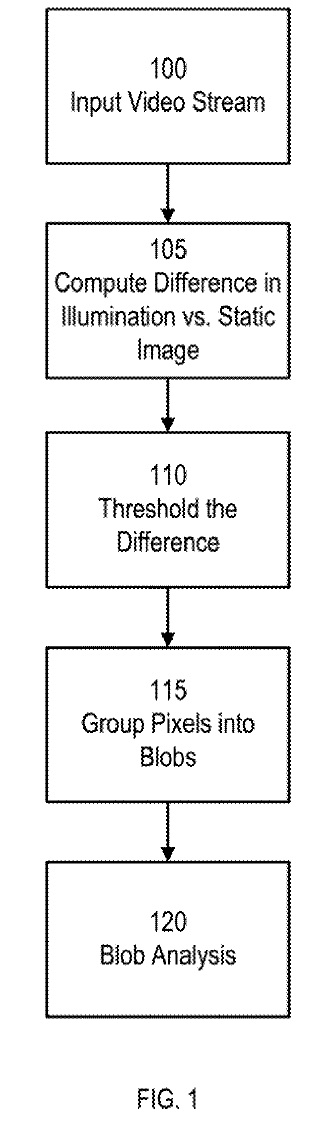 100
Input Video Stream
105
Compute Difference in
Illumination vs. Static
Image
110
Threshold the
Difference
115
Group Pixels into
Blobs
120
Blob Analysis
FIG. 1